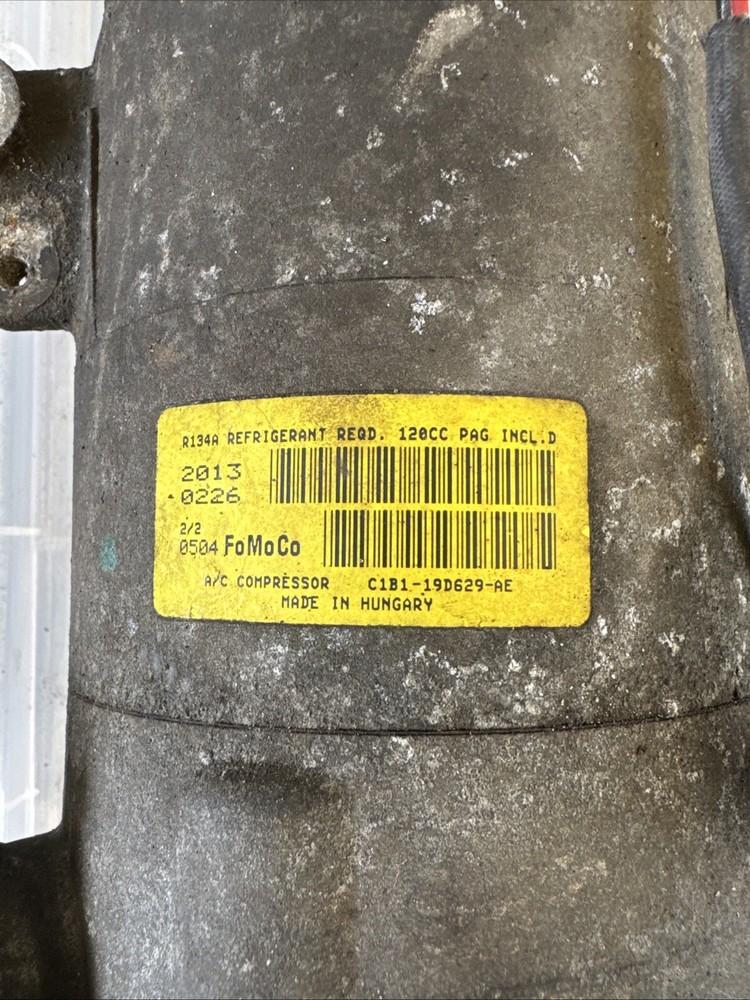 R134A REFRIGERANT REQD. 120CC PAG INCL.D
2013
0226
2/2
0504 FoMoCo
A/C COMPRESSOR C1B1-19D629-AE
MADE IN HUNGARY